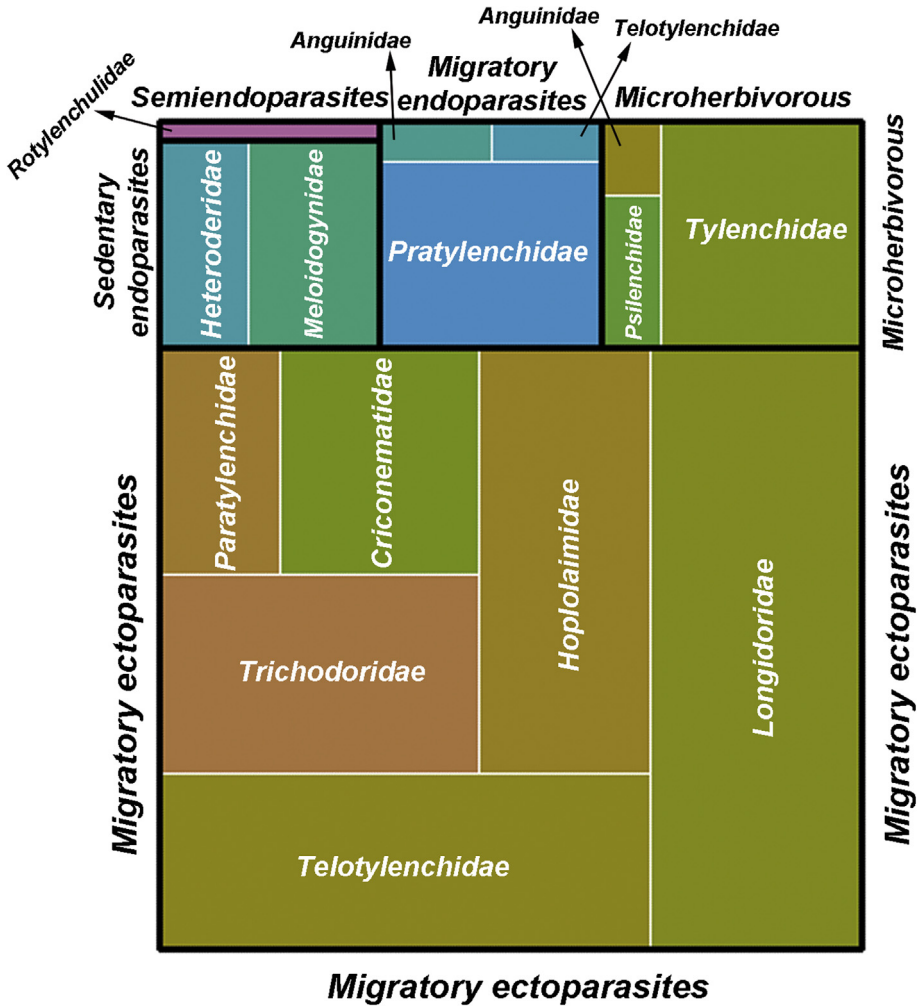 Anguinidae
Anguinidae
Telotylenchidae
Rotylenchulidae
Semiendoparasites
Migratory
endoparasites
Microherbivorous
Sedentary
endoparasites
Heteroderidae
Meloidogynidae
Pratylenchidae
Psilenchidae
Tylenchidae
Microherbivorous
Migratory ectoparasites
Paratylenchidae
Criconematidae
Hoplolaimidae
Longidoridae
Trichodoridae
Telotylenchidae
Migratory ectoparasites
Migratory ectoparasites